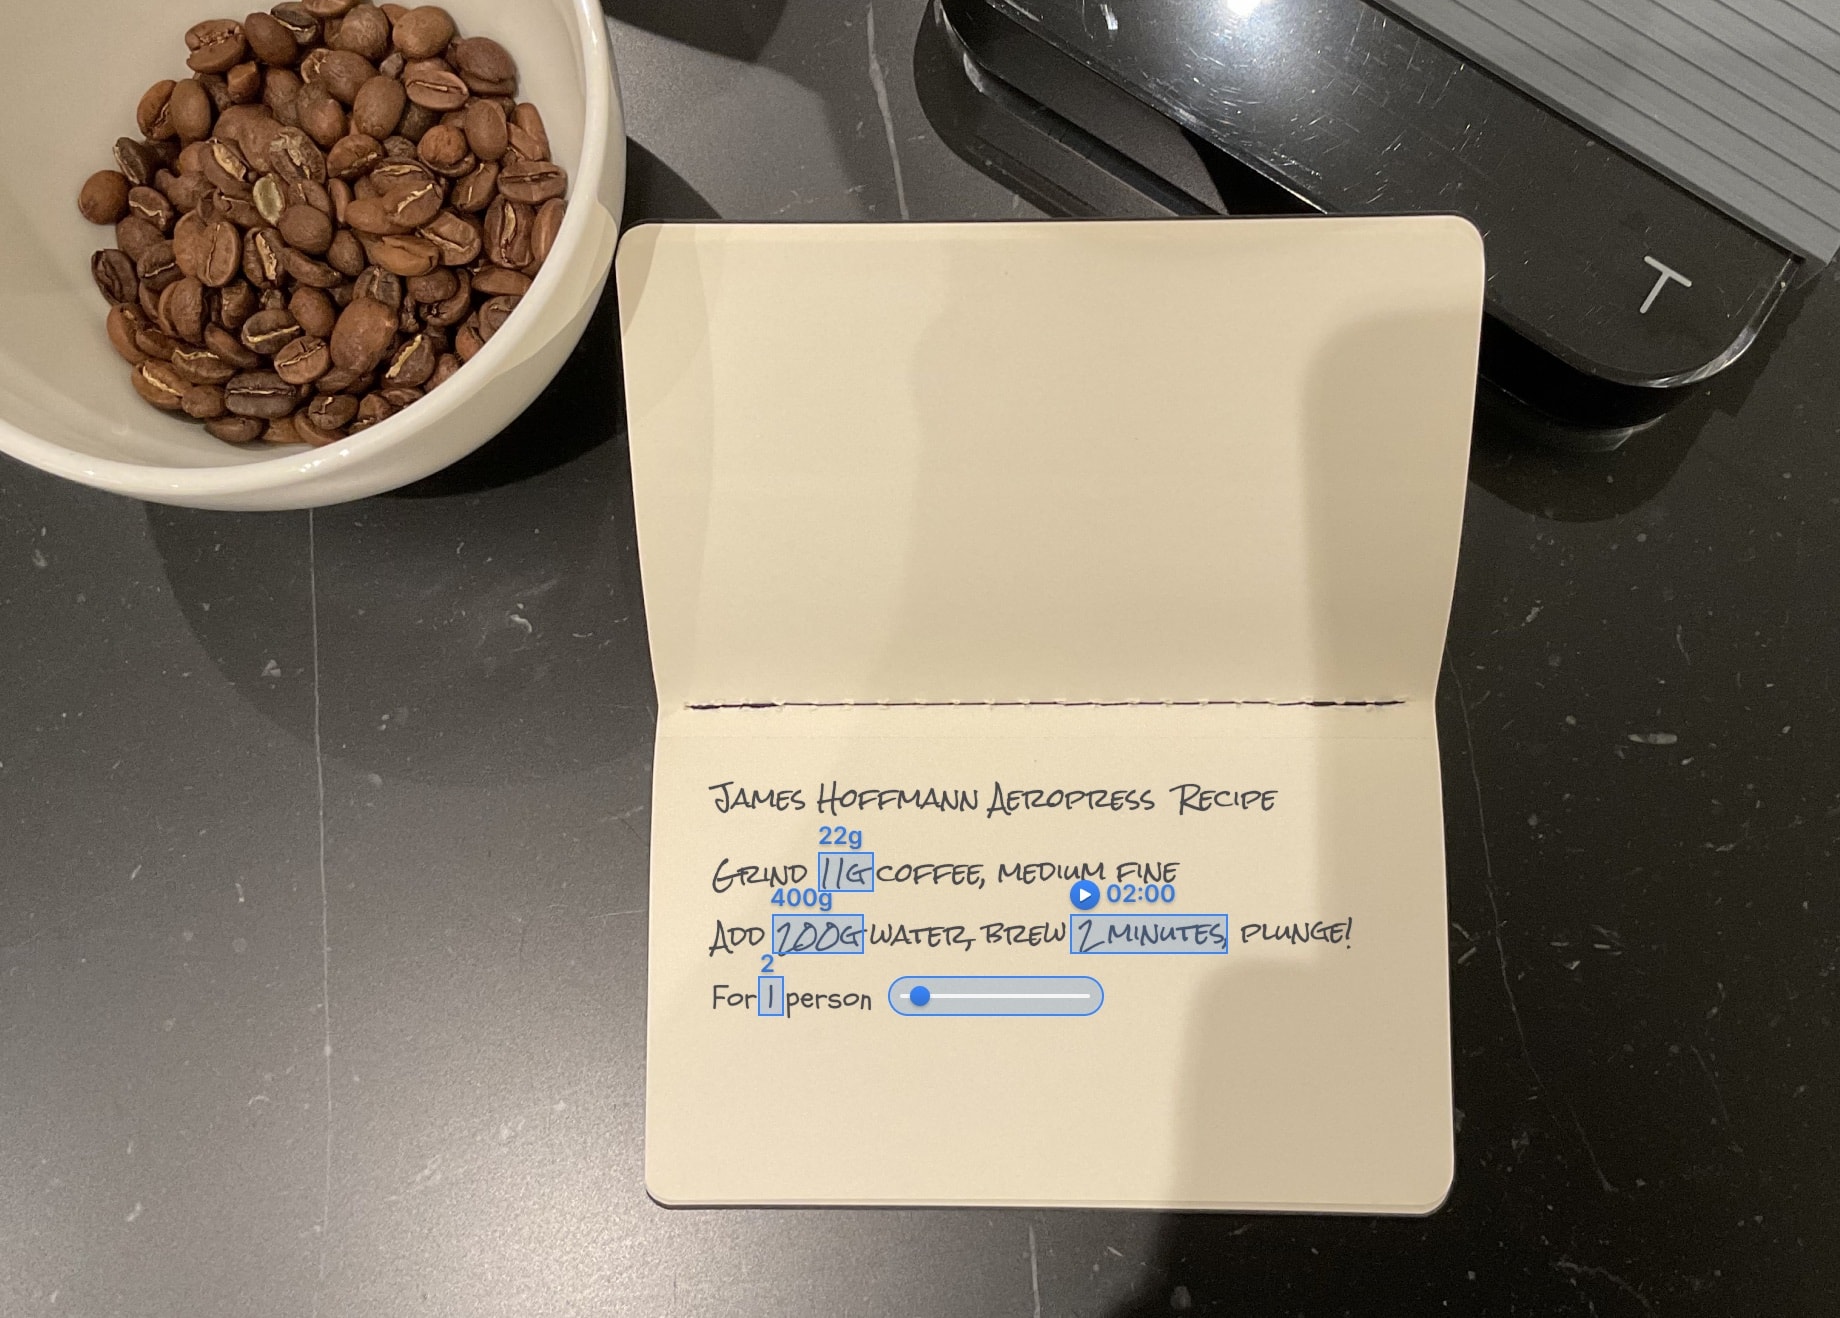 T
James Hoffmann Aeropress Recipe
22g
Grind 11g coffee, medium fine
400g 02:00
Add 200g water, brew 2 minutes, plunge!
2
For 1 person